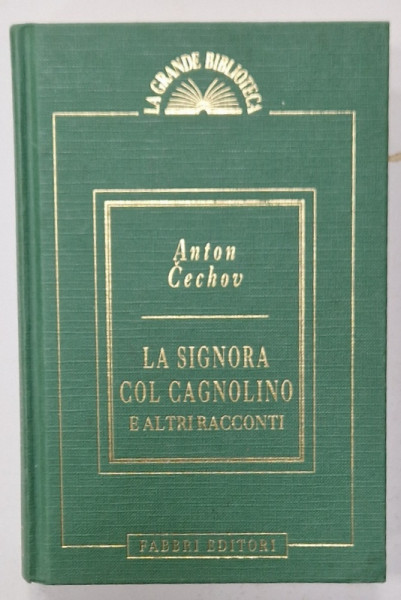 LA GRANDE BIBLIOTECA
Anton
Čechov
LA SIGNORA
COL CAGNOLINO
E ALTRI RACCONTI
FABBRI EDITORI